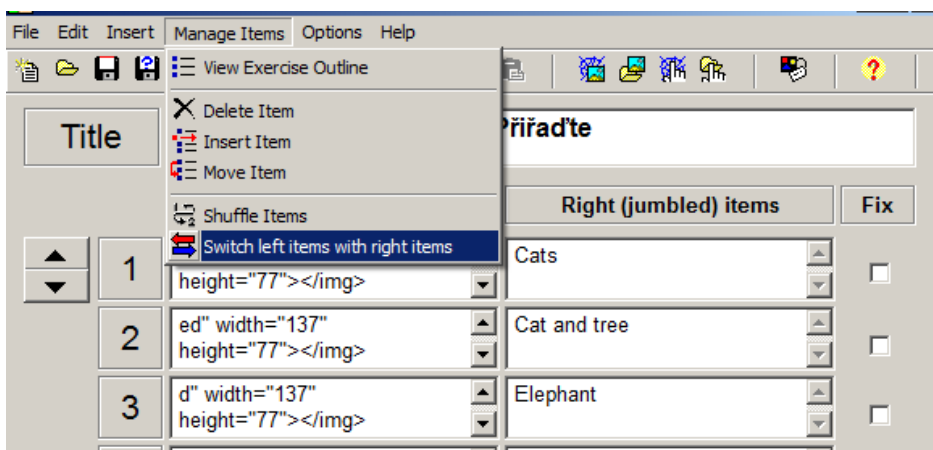 File Edit Insert Manage Items Options Help
View Exercise Outline
?
Delete Item
Insert Item
Move Item
Shuffle Items
Switch left items with right items
Title
Přiřaďte
Right (jumbled) items Fix
1
height="77"></img>
Cats
2
ed" width="137"
height="77"></img>
Cat and tree
3
d" width="137"
height="77"></img>
Elephant